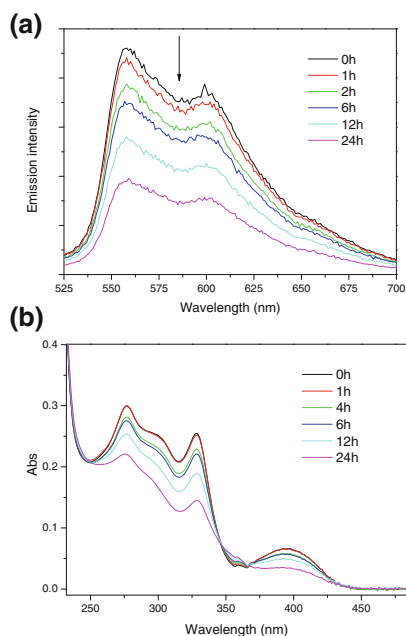 (a)
0h
1h
2h
6h
12h
24h
Emission intensity
525 550 575 600 625 650 675 700
Wavelength (nm)
(b)
0.4
0.3
0.2
0.1
0.0
Abs
0h
1h
4h
6h
12h
24h
250 300 350 400 450
Wavelength (nm)